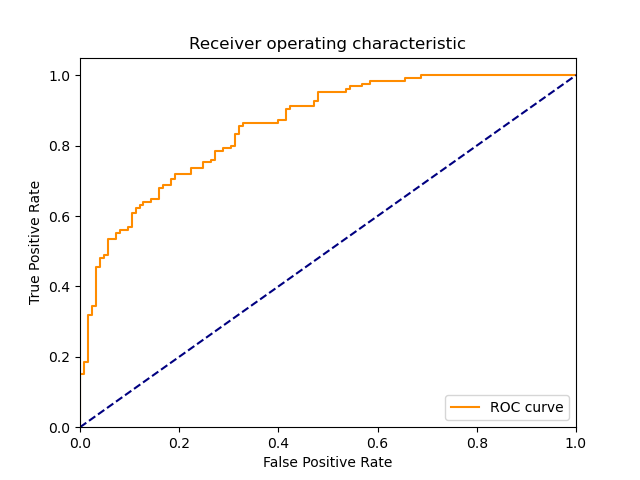 Receiver operating characteristic
1.0
0.8
0.6
0.4
0.2
0.0
True Positive Rate
ROC curve
0.0 0.2 0.4 0.6 0.8 1.0
False Positive Rate